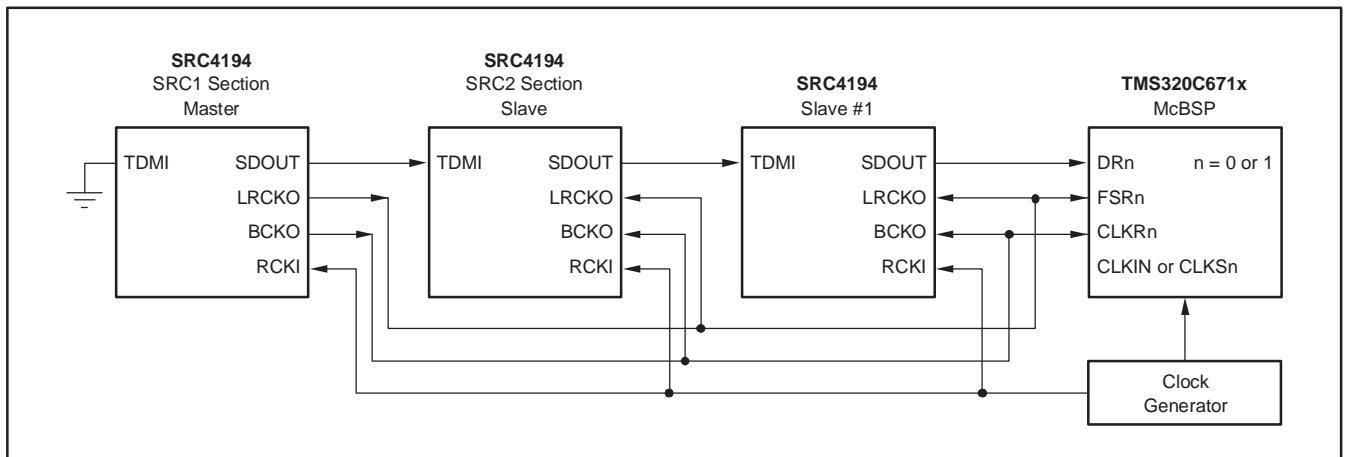 SRC4194
SRC1 Section
Master
SRC4194
SRC2 Section
Slave
SRC4194
Slave #1
TMS320C671x
McBSP
TDMI
SDOUT
LRCKO
BCKO
RCKI
TDMI
SDOUT
LRCKO
BCKO
RCKI
TDMI
SDOUT
LRCKO
BCKO
RCKI
DRn
n = 0 or 1
FSRn
CLKRn
CLKIN or CLKSn
Clock
Generator